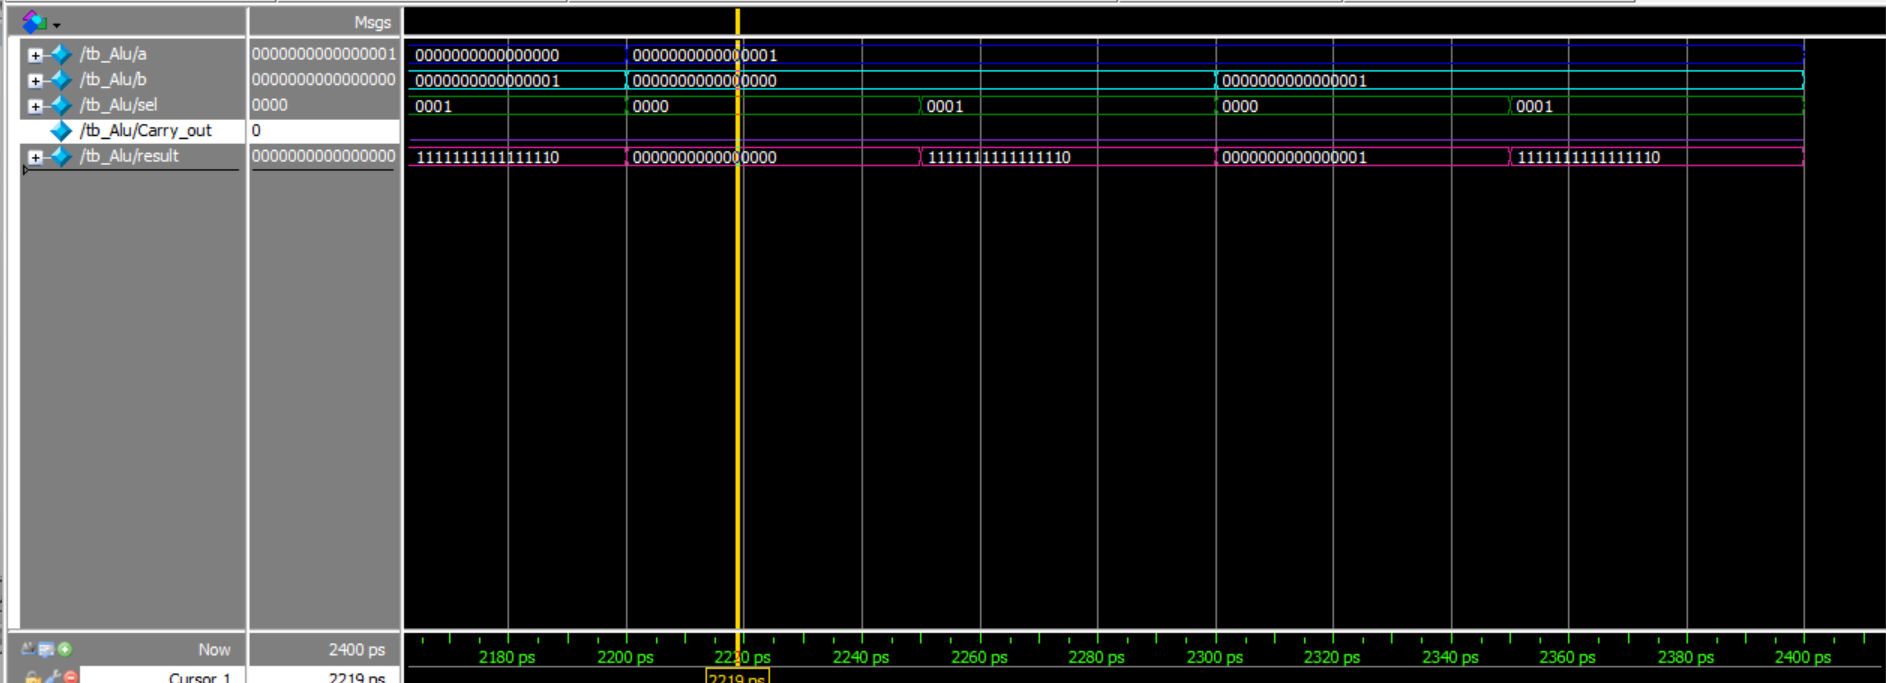 Msgs
/tb_Alu/a 0000000000000001 0000000000000000 0000000000000001
/tb_Alu/b 0000000000000000 0000000000000001 0000000000000000 0000000000000001
/tb_Alu/sel 0000 0001 0000 0001 0000 0001
/tb_Alu/Carry_out 0
/tb_Alu/result 0000000000000000 1111111111111110 0000000000000000 1111111111111110 0000000000000001 1111111111111110
Now 2400 ps 2180 ps 2200 ps 2220 ps 2240 ps 2260 ps 2280 ps 2300 ps 2320 ps 2340 ps 2360 ps 2380 ps 2400 ps
Cursor 1 2219 ps 2219 ps